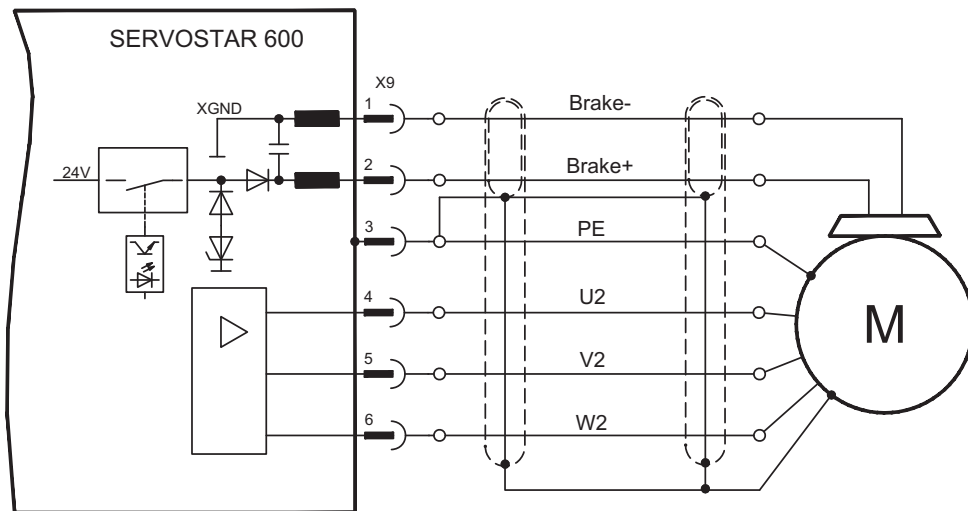 SERVOSTAR 600
X9
XGND
1
Brake-
24V
2
Brake+
3
PE
4
U2
M
5
V2
6
W2